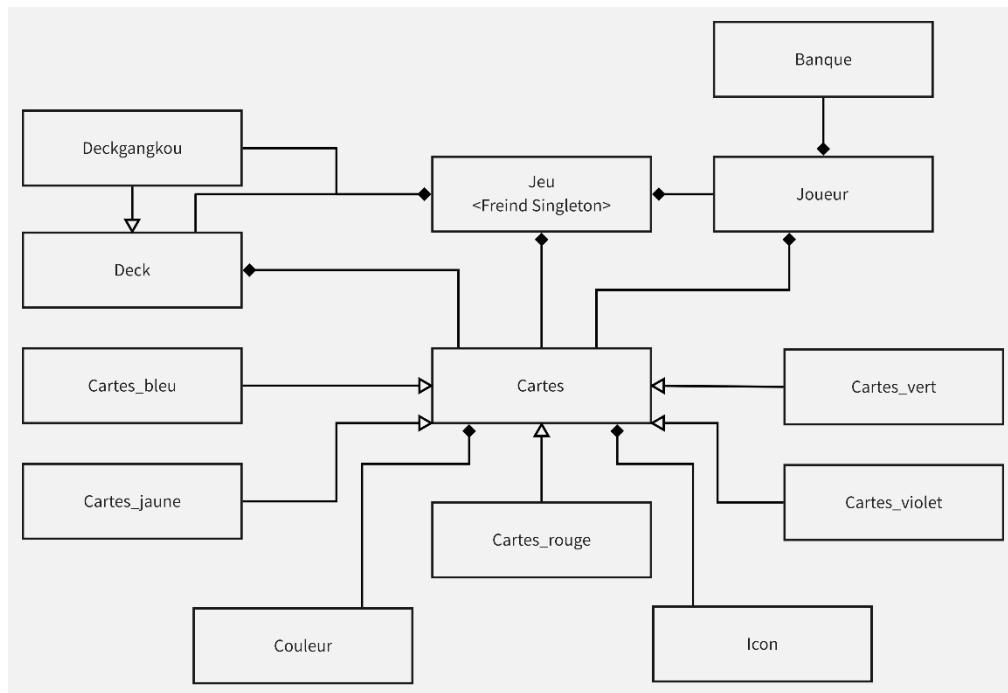 Banque
Deckgangkou
Jeu
<Freind Singleton>
Joueur
Deck
Cartes_bleu
Cartes
Cartes_vert
Cartes_jaune
Cartes_rouge
Cartes_violet
Couleur
Icon